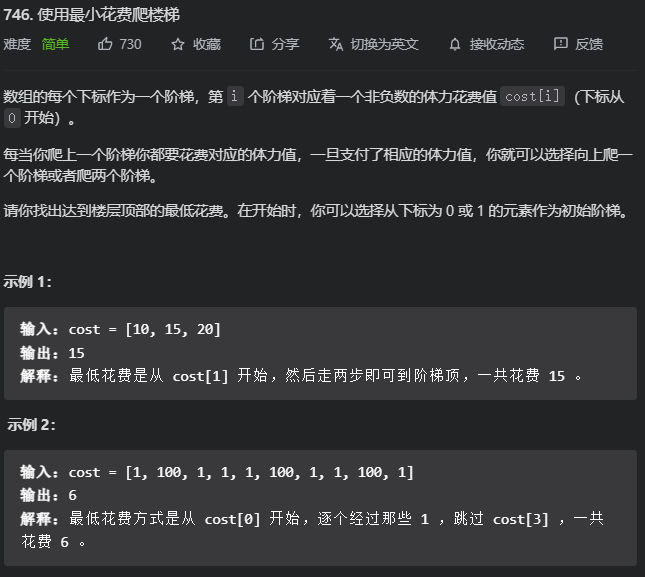 746. 使用最小花费爬楼梯
难度 简单 730 收藏 分享 切换为英文 接收动态 反馈
数组的每个下标作为一个阶梯，第 i 个阶梯对应着一个非负数的体力花费值 cost[i]（下标从
0 开始）。
每当你爬上一个阶梯你都要花费对应的体力值，一旦支付了相应的体力值，你就可以选择向上爬一
个阶梯或者爬两个阶梯。
请你找出达到楼层顶部的最低花费。在开始时，你可以选择从下标为 0 或 1 的元素作为初始阶梯。
示例 1：
输入：cost = [10, 15, 20]
输出：15
解释：最低花费是从 cost[1] 开始，然后走两步即可到阶梯顶，一共花费 15 。
示例 2：
输入：cost = [1, 100, 1, 1, 1, 100, 1, 1, 100, 1]
输出：6
解释：最低花费方式是从 cost[0] 开始，逐个经过那些 1 ，跳过 cost[3] ，一共
花费 6 。